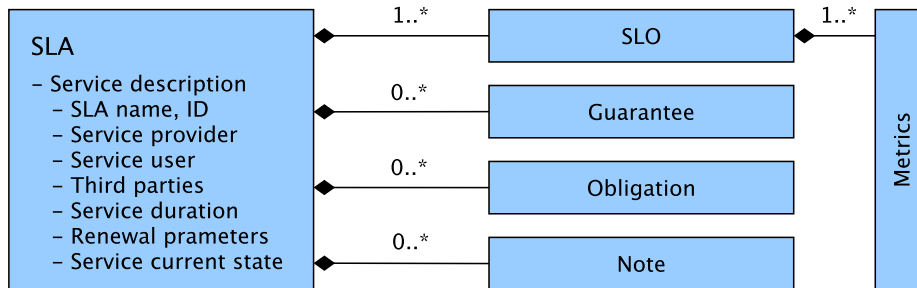 SLA
– Service description
– SLA name, ID
– Service provider
– Service user
– Third parties
– Service duration
– Renewal prameters
– Service current state
1..*
SLO
1..*
0..*
Guarantee
0..*
Obligation
0..*
Note
Metrics